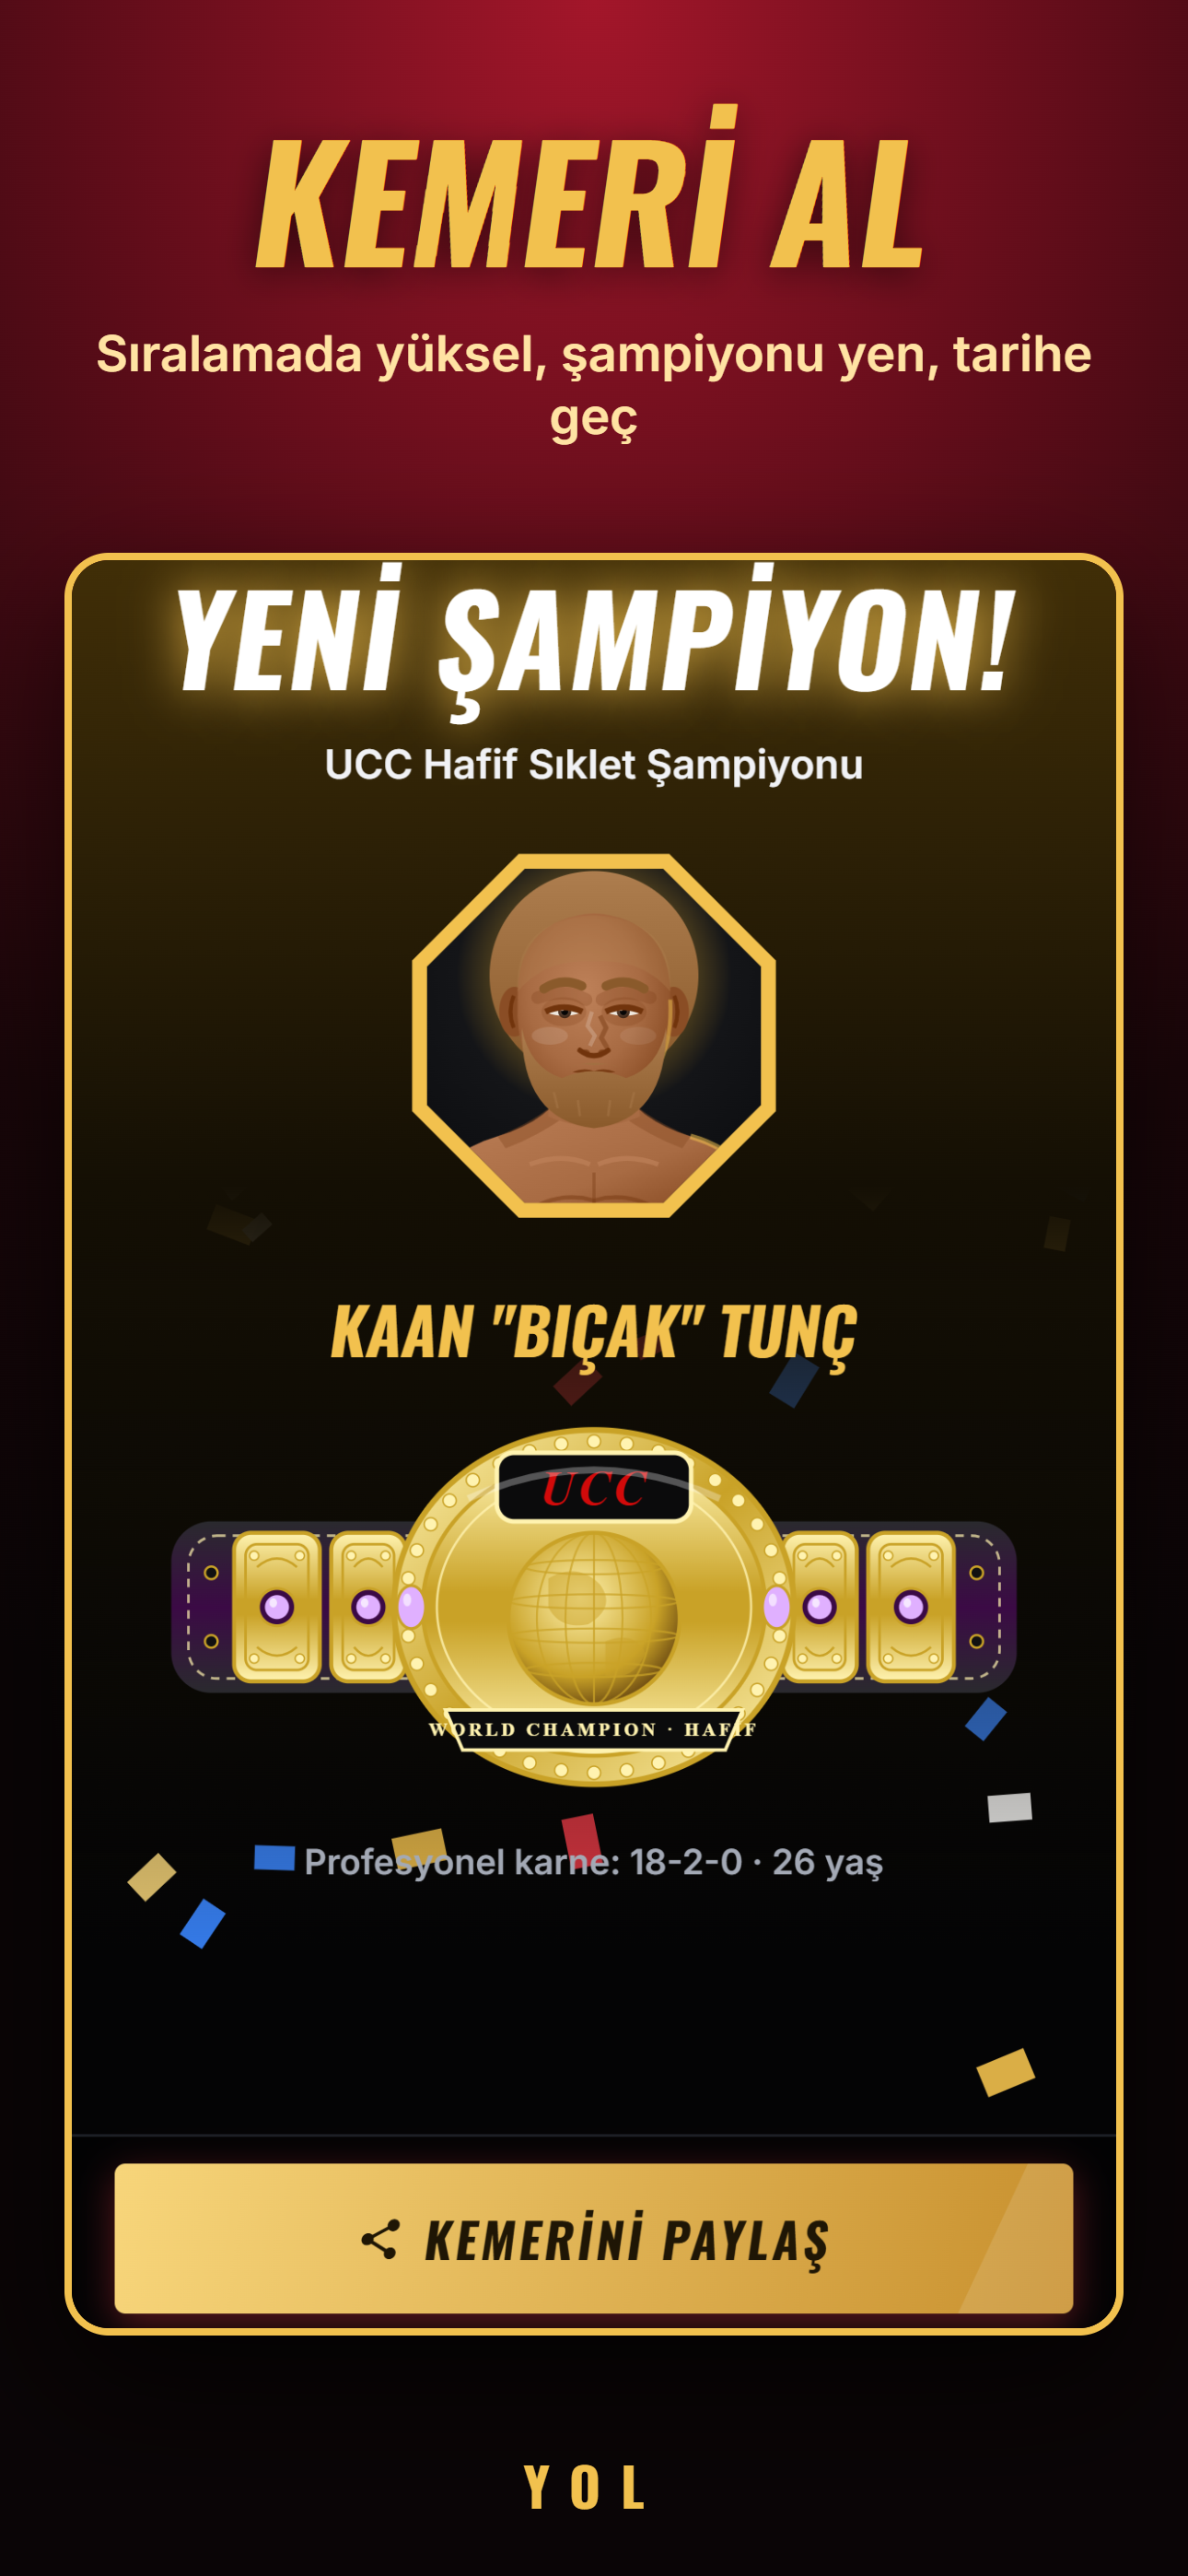 KEMERİ AL
Sıralamada yüksel, şampiyonu yen, tarihe
geç
YENİ ŞAMPİYON!
UCC Hafif Sıklet Şampiyonu
KAAN "BIÇAK" TUNÇ
UCC
WORLD CHAMPION · HAFIF
Profesyonel karne: 18-2-0 · 26 yaş
KEMERİNİ PAYLAŞ
YOL